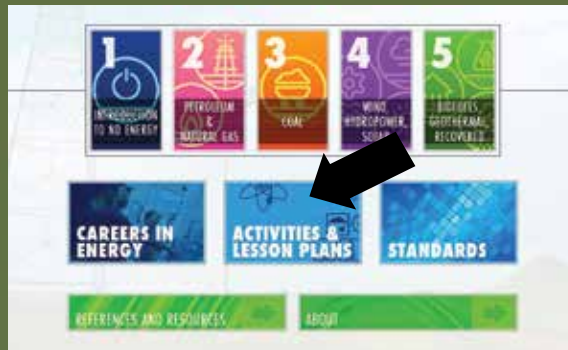 1
INTRODUCTION
TO ND ENERGY
2
PETROLEUM
&
NATURAL GAS
3
COAL
4
WIND,
HYDROPOWER,
SOLAR
5
BIOFUELS,
GEOTHERMAL,
RECOVERED
CAREERS IN
ENERGY
ACTIVITIES &
LESSON PLANS
STANDARDS
REFERENCES AND RESOURCES
ABOUT